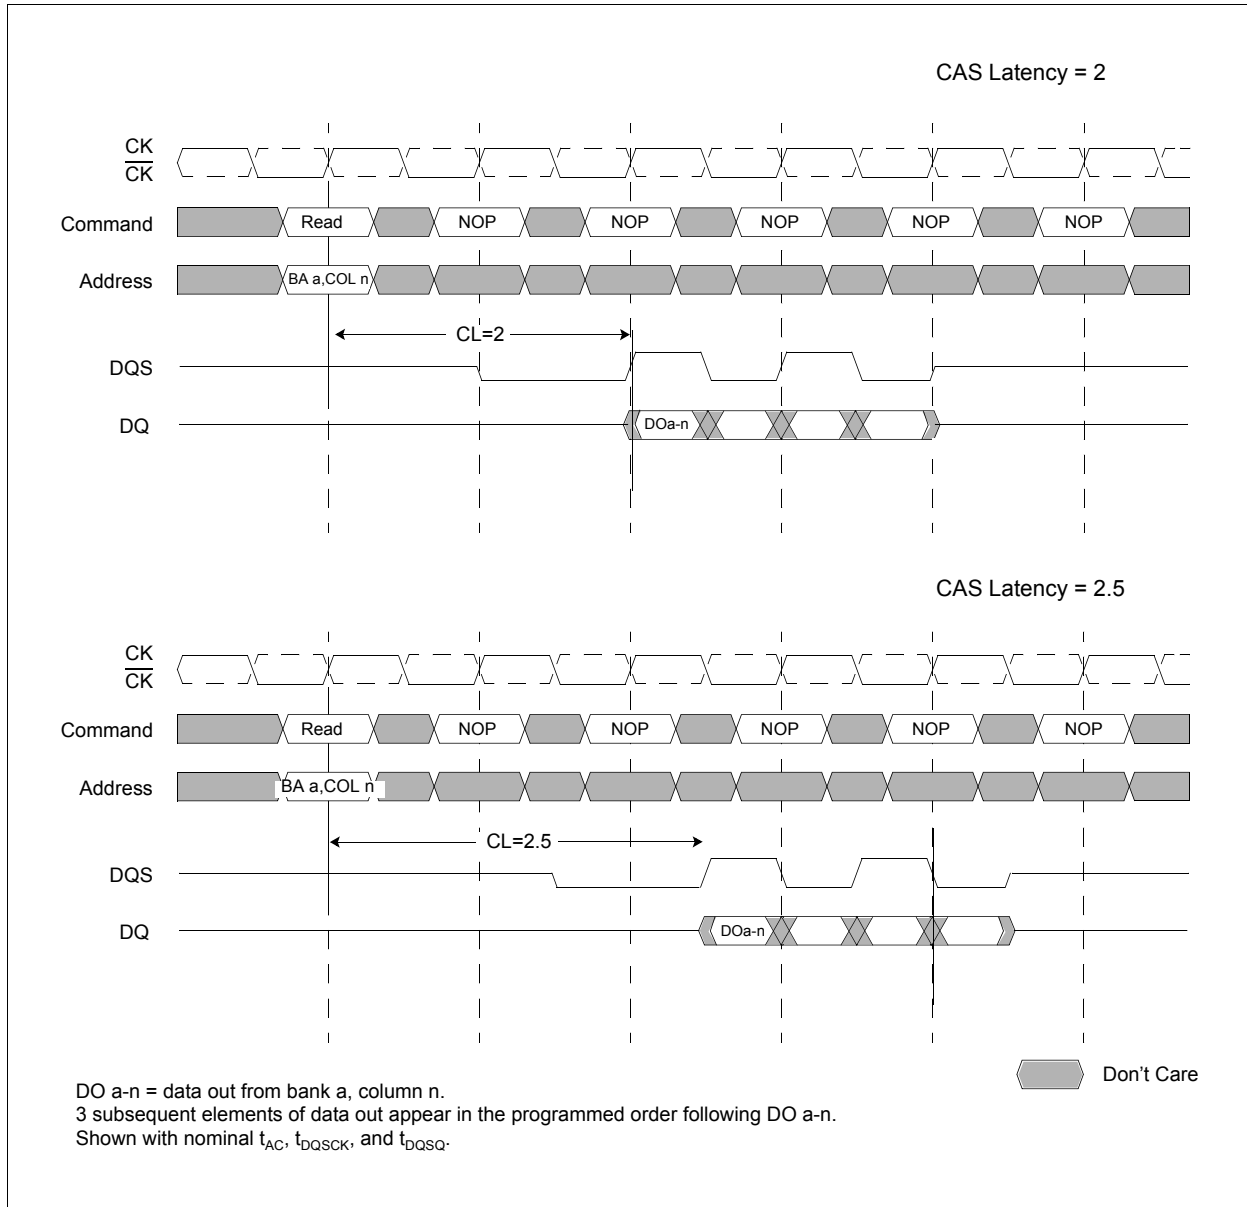 CAS Latency = 2
CK
CK
Command Read NOP NOP NOP NOP NOP
Address BA a,COL n
CL=2
DQS
DQ DOa-n
CAS Latency = 2.5
CK
CK
Command Read NOP NOP NOP NOP NOP
Address BA a,COL n
CL=2.5
DQS
DQ DOa-n
Don't Care
DO a-n = data out from bank a, column n.
3 subsequent elements of data out appear in the programmed order following DO a-n.
Shown with nominal tAC, tDQSCK, and tDQSQ.